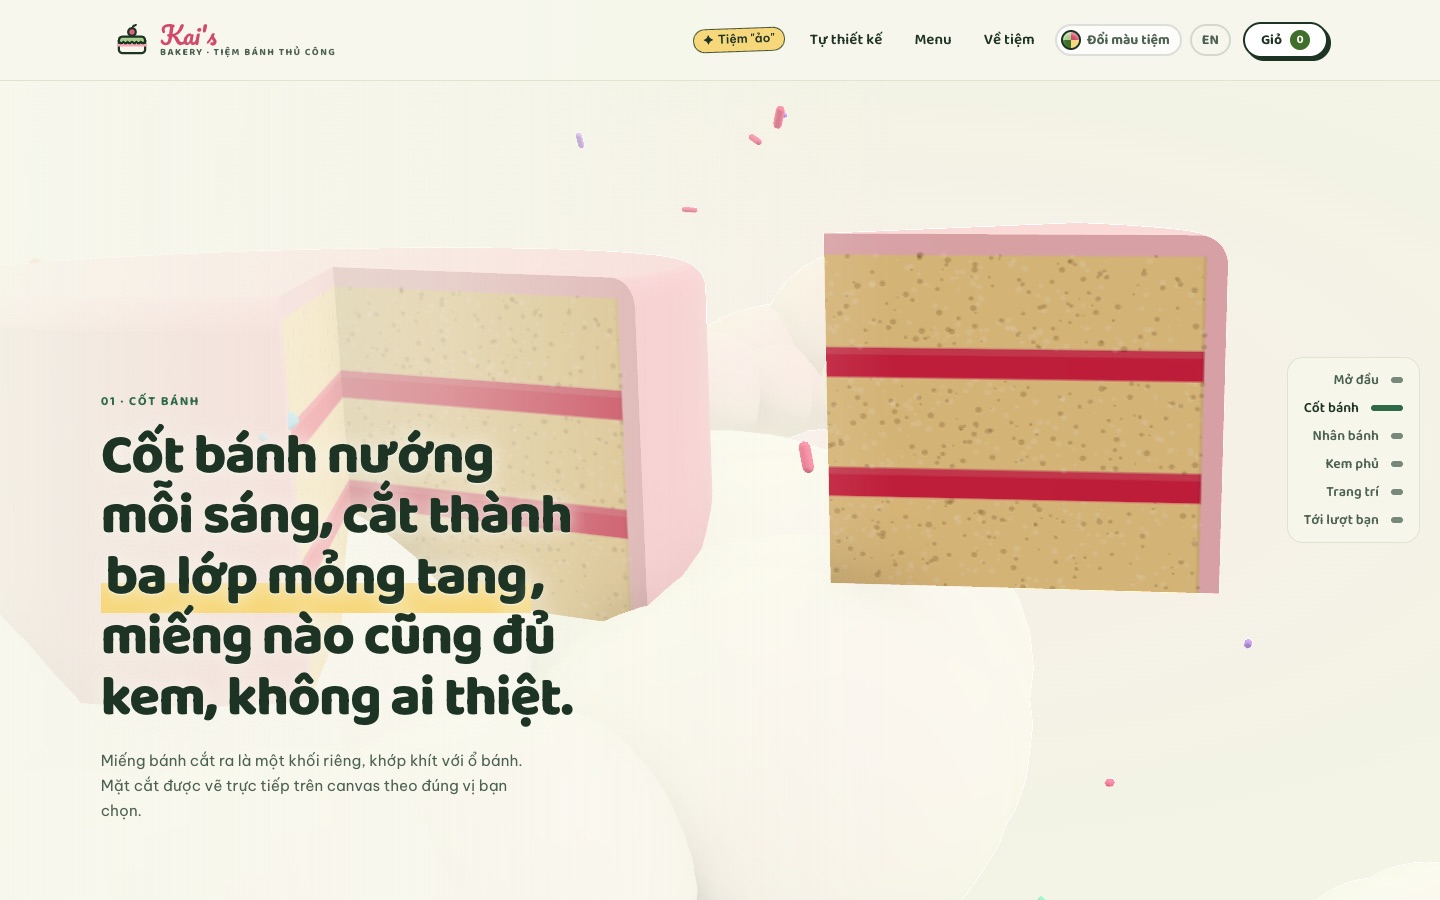 Kai's
BAKERY · TIỆM BÁNH THỦ CÔNG
✦ Tiệm "ảo"
Tự thiết kế
Menu
Về tiệm
Đổi màu tiệm
EN
Giỏ 0
01 · CỐT BÁNH
Cốt bánh nướng
mỗi sáng, cắt thành
ba lớp mỏng tang,
miếng nào cũng đủ
kem, không ai thiệt.
Miếng bánh cắt ra là một khối riêng, khớp khít với ổ bánh.
Mặt cắt được vẽ trực tiếp trên canvas theo đúng vị bạn
chọn.
Mở đầu
Cốt bánh
Nhân bánh
Kem phủ
Trang trí
Tới lượt bạn